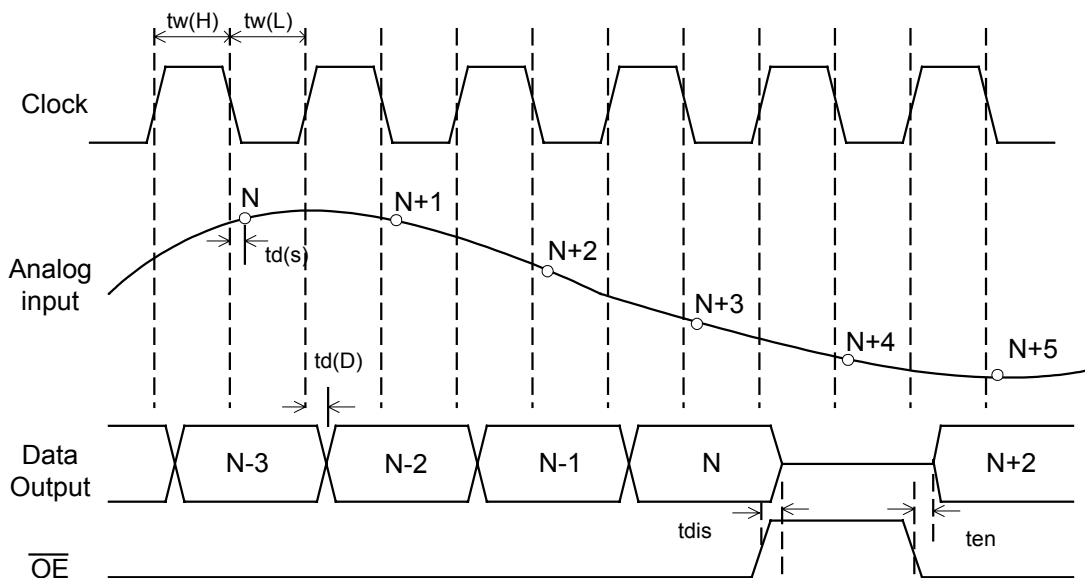 tw(H) tw(L)
Clock
N
N+1
td(s)
N+2
Analog
input
N+3
N+4
N+5
td(D)
Data
Output
N-3 N-2 N-1 N N+2
tdis
ten
OE